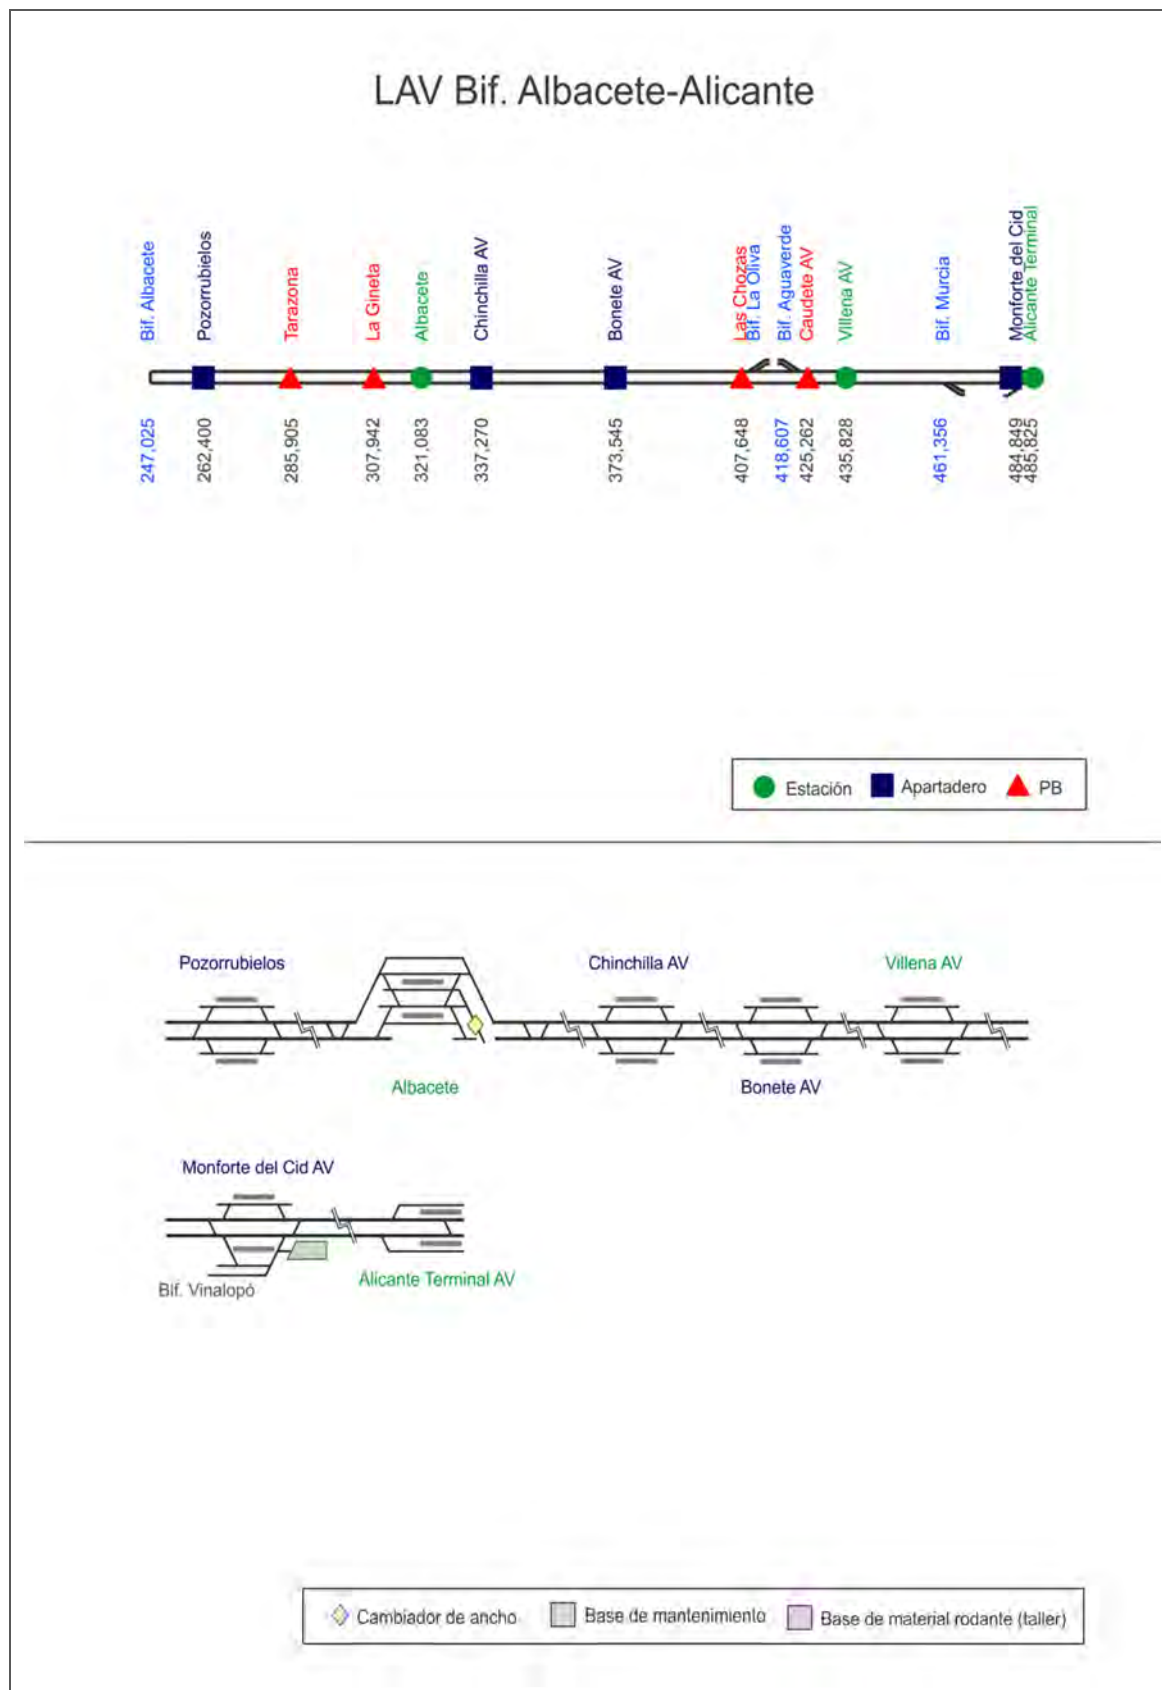 LAV Bif. Albacete-Alicante
Bif. Albacete
Pozorrubielos
Tarazona
La Gineta
Albacete
Chinchilla AV
Bonete AV
Las Chozas
Bif. La Oliva
Bif. Aguaverde
Caudete AV
Villena AV
Bif. Murcia
Monforte del Cid
Alicante Terminal
247,025
262,400
285,905
307,942
321,083
337,270
373,545
407,648
418,607
425,262
435,828
461,356
484,849
485,825
Estación
Apartadero
PB
Pozorrubielos
Chinchilla AV
Villena AV
Albacete
Bonete AV
Monforte del Cid AV
Bif. Vinalopó
Alicante Terminal AV
Cambiador de ancho
Base de mantenimiento
Base de material rodante (taller)